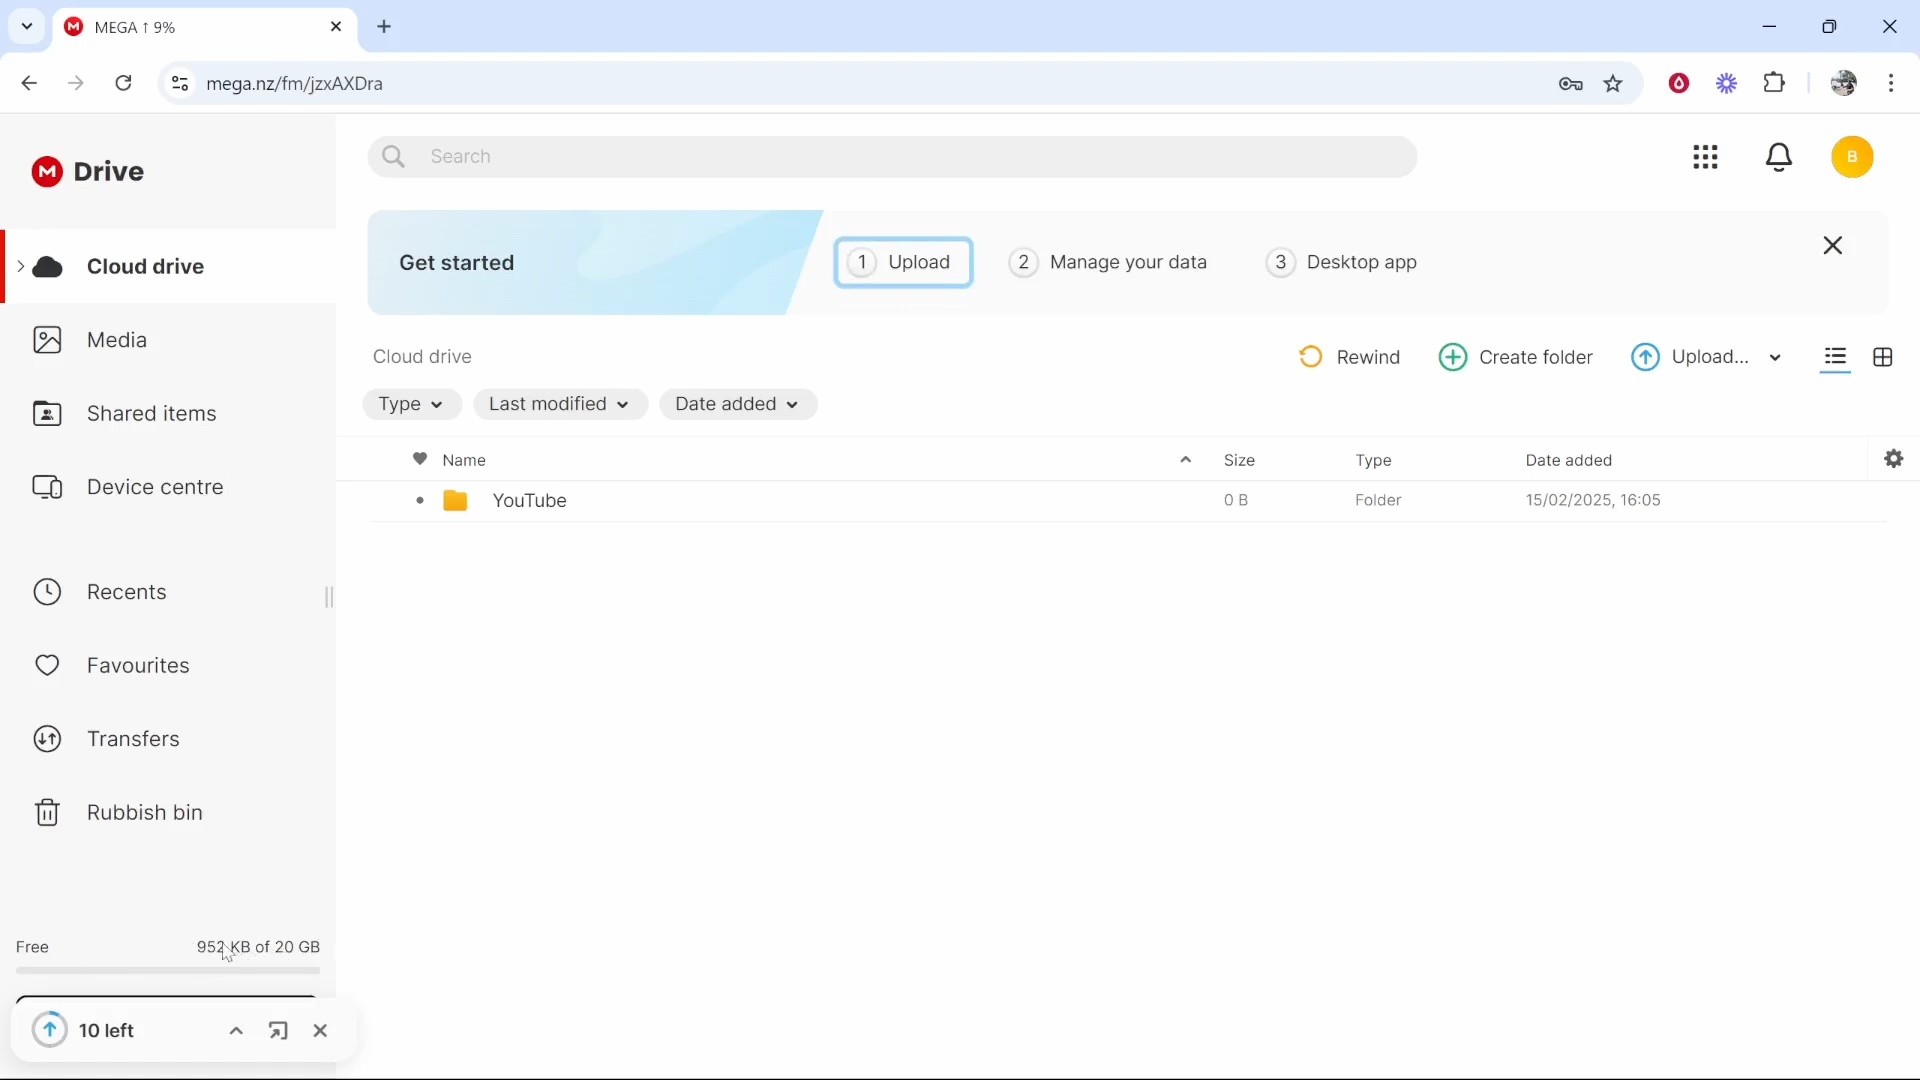 MEGA ↑ 9%
mega.nz/fm/jzxAXDra
M Drive
Search
B
Get started
1 Upload
2 Manage your data
3 Desktop app
Cloud drive
Media
Shared items
Device centre
Recents
Favourites
Transfers
Rubbish bin
Cloud drive
Rewind
Create folder
Upload...
Type
Last modified
Date added
Name Size Type Date added
YouTube 0 B Folder 15/02/2025, 16:05
Free 952 KB of 20 GB
10 left